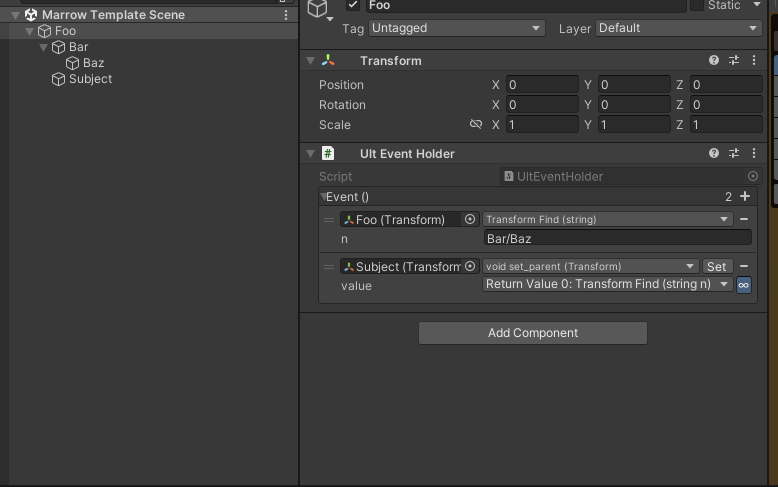 Marrow Template Scene
Foo
Bar
Baz
Subject
Foo
Static
Tag Untagged Layer Default
Transform
Position X 0 Y 0 Z 0
Rotation X 0 Y 0 Z 0
Scale X 1 Y 1 Z 1
Ult Event Holder
Script UltEventHolder
Event () 2
Foo (Transform) Transform Find (string)
n Bar/Baz
Subject (Transform void set_parent (Transform) Set
value Return Value 0: Transform Find (string n)
Add Component